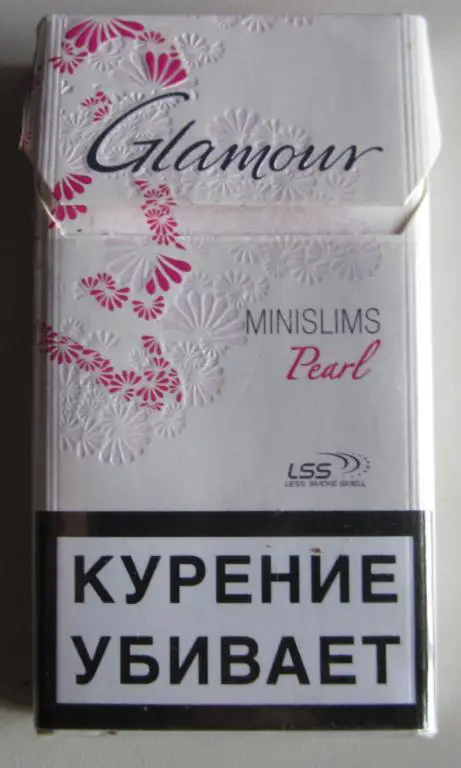 Glamour
MINISLIMS
Pearl
LSS
LESS SMOKE SMELL
КУРЕНИЕ
УБИВАЕТ